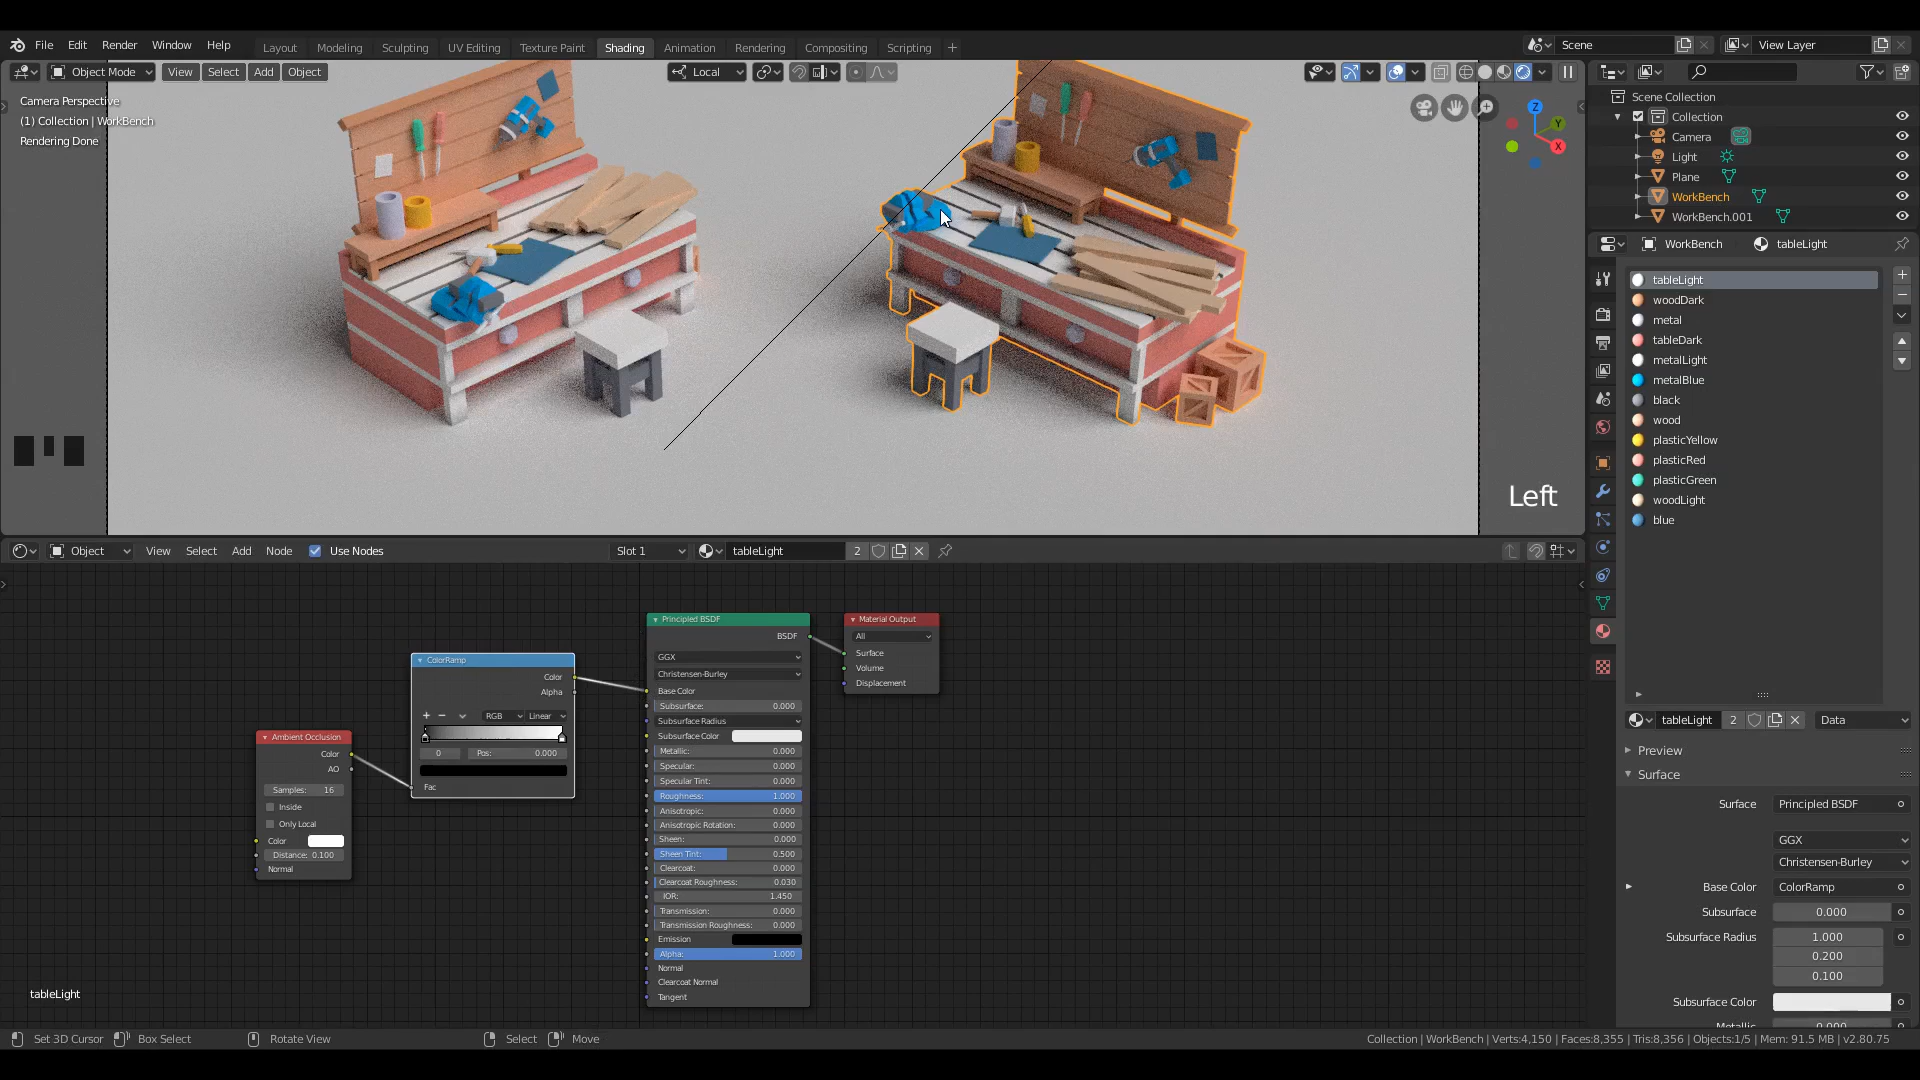 File Edit Render Window Help
Layout Modeling Sculpting UV Editing Texture Paint Shading Animation Rendering Compositing Scripting +
Scene View Layer
Object Mode View Select Add Object Local
Camera Perspective
(1) Collection | WorkBench
Rendering Done
Z
Y
X
Left
Scene Collection
Collection
Camera
Light
Plane
WorkBench
WorkBench.001
WorkBench tableLight
tableLight
woodDark
metal
tableDark
metalLight
metalBlue
black
wood
plasticYellow
plasticRed
plasticGreen
woodLight
blue
tableLight 2 Data
Preview
Surface
Surface Principled BSDF
GGX
Christensen-Burley
Base Color ColorRamp
Subsurface 0.000
Subsurface Radius 1.000
0.200
0.100
Subsurface Color
Metallic 0.000
Object View Select Add Node Use Nodes Slot 1 tableLight 2
Ambient Occlusion
Color
AO
Samples: 16
Inside
Only Local
Color
Distance: 0.100
Normal
ColorRamp
Color
Alpha
RGB Linear
0 Pos: 0.000
Fac
Principled BSDF
BSDF
GGX
Christensen-Burley
Base Color
Subsurface: 0.000
Subsurface Radius
Subsurface Color
Metallic: 0.000
Specular: 0.000
Specular Tint: 0.000
Roughness: 1.000
Anisotropic: 0.000
Anisotropic Rotation: 0.000
Sheen: 0.000
Sheen Tint: 0.500
Clearcoat: 0.000
Clearcoat Roughness: 0.030
IOR: 1.450
Transmission: 0.000
Transmission Roughness: 0.000
Emission
Alpha: 1.000
Normal
Clearcoat Normal
Tangent
Material Output
All
Surface
Volume
Displacement
tableLight
Set 3D Cursor Box Select Rotate View Select Move
Collection | WorkBench | Verts:4,150 | Faces:8,355 | Tris:8,356 | Objects:1/5 | Mem: 91.5 MB | v2.80.75